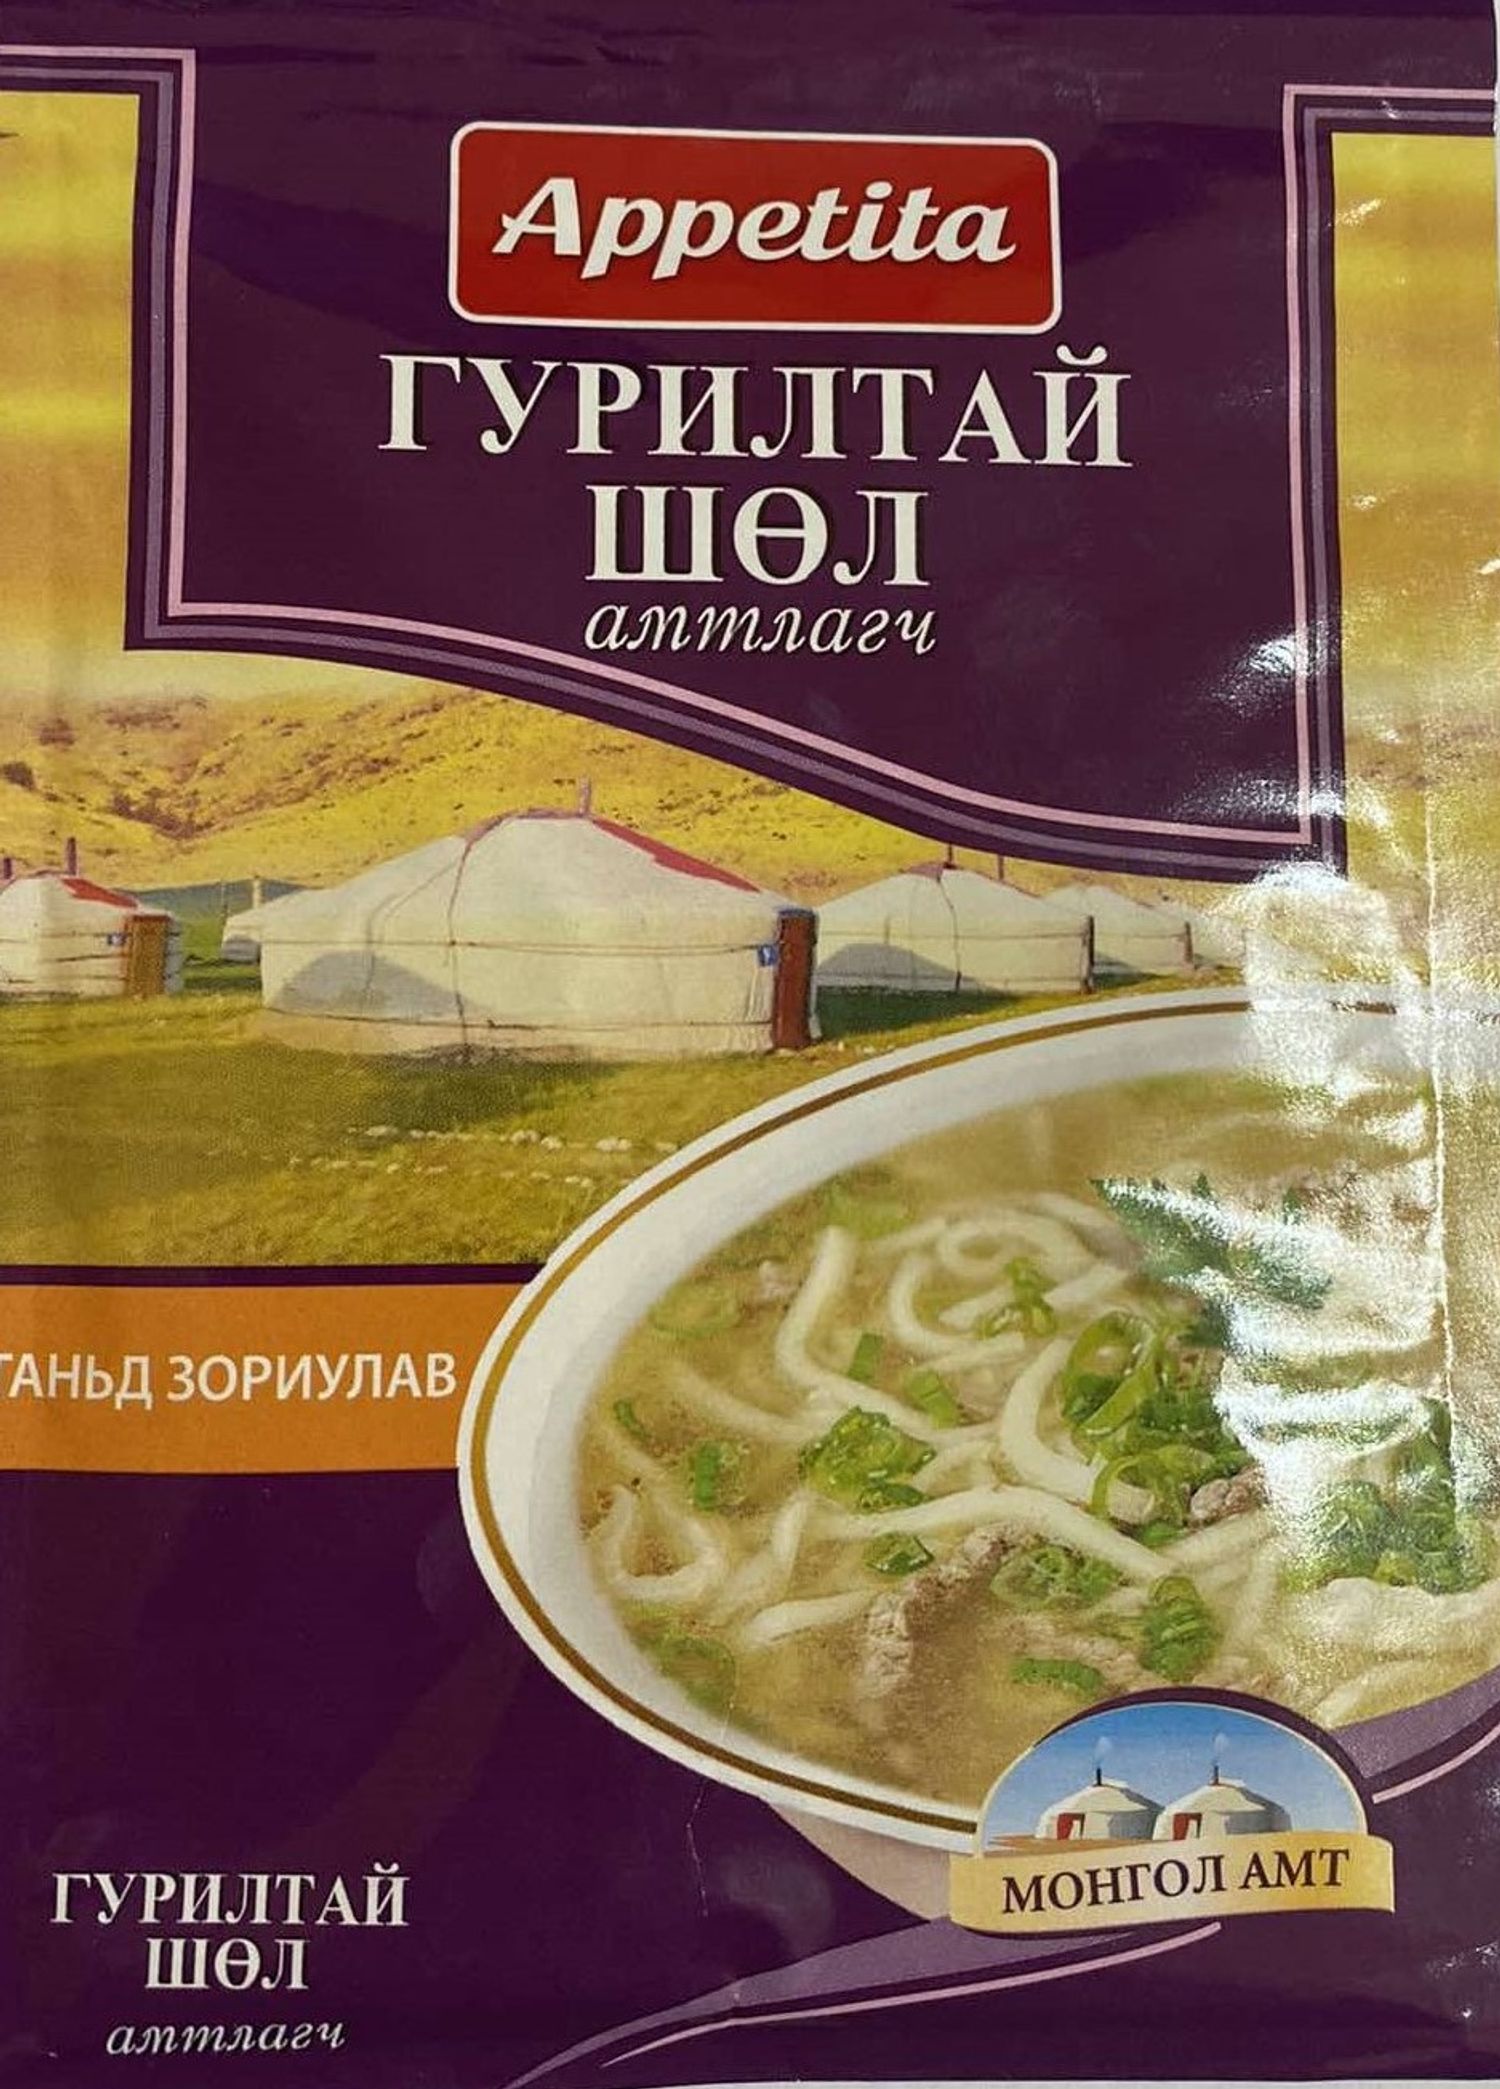 Appetita
ГУРИЛТАЙ
ШӨЛ
амтлагч
ТАНЬД ЗОРИУЛАВ
МОНГОЛ АМТ
ГУРИЛТАЙ
ШӨЛ
амтлагч